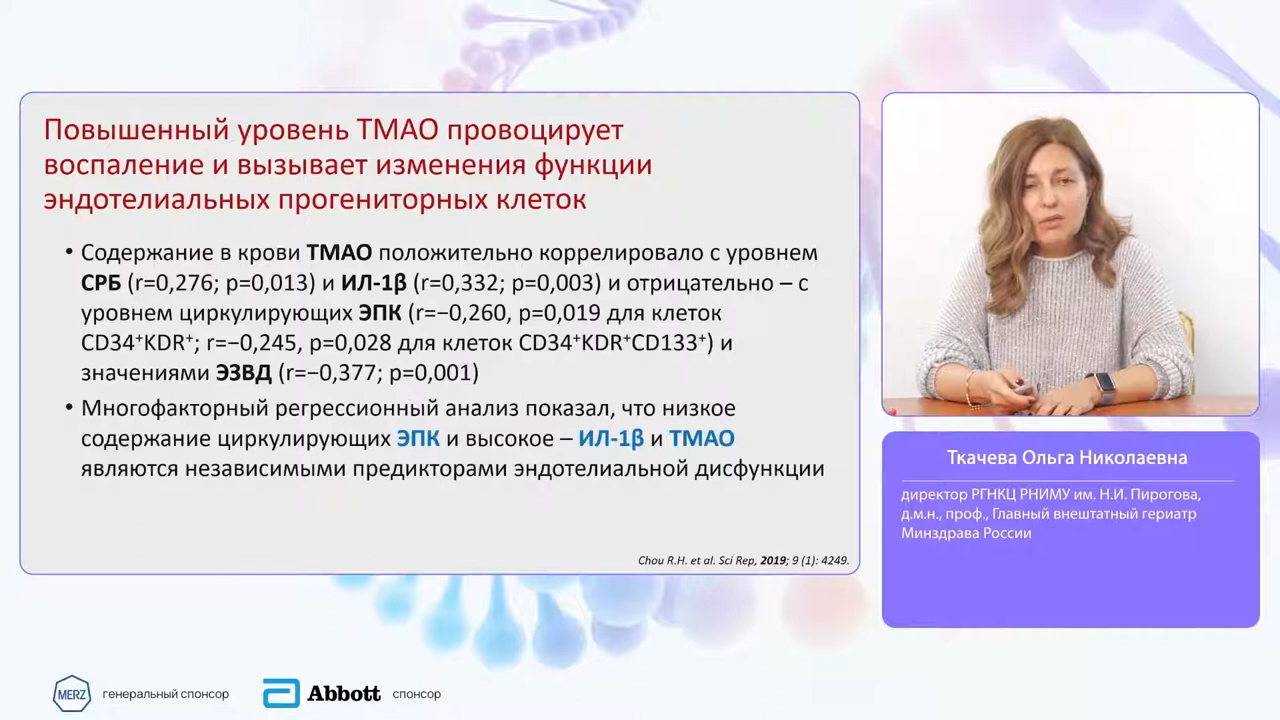 Повышенный уровень ТМАО провоцирует
воспаление и вызывает изменения функции
эндотелиальных прогениторных клеток
• Содержание в крови ТМАО положительно коррелировало с уровнем
СРБ (r=0,276; p=0,013) и ИЛ-1β (r=0,332; p=0,003) и отрицательно – с
уровнем циркулирующих ЭПК (r=−0,260, p=0,019 для клеток
CD34⁺KDR⁺; r=−0,245, p=0,028 для клеток CD34⁺KDR⁺CD133⁺) и
значениями ЭЗВД (r=−0,377; p=0,001)
• Многофакторный регрессионный анализ показал, что низкое
содержание циркулирующих ЭПК и высокое – ИЛ-1β и ТМАО
являются независимыми предикторами эндотелиальной дисфункции
Chou R.H. et al. Sci Rep, 2019; 9 (1): 4249.
Ткачева Ольга Николаевна
директор РГНКЦ РНИМУ им. Н.И. Пирогова,
д.м.н., проф., Главный внештатный гериатр
Минздрава России
MERZ генеральный спонсор
Abbott спонсор